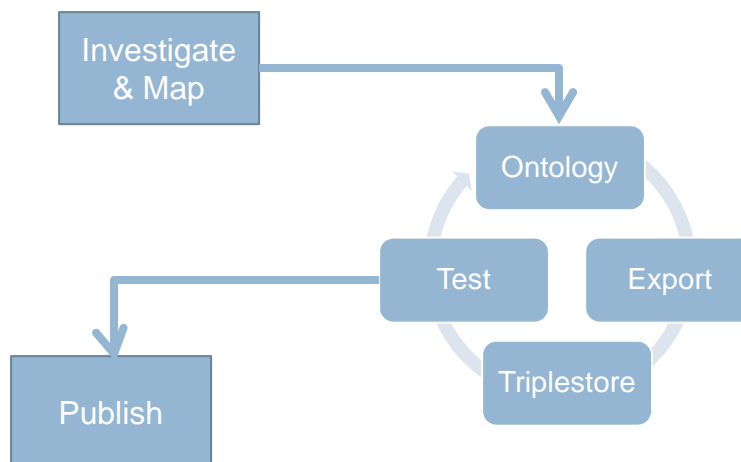 Investigate
& Map
Ontology
Test
Export
Triplestore
Publish